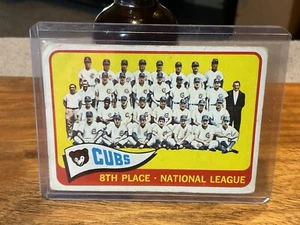 CUBS
8TH PLACE · NATIONAL LEAGUE